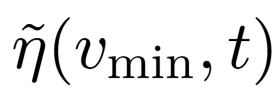 η̃(v_min, t)